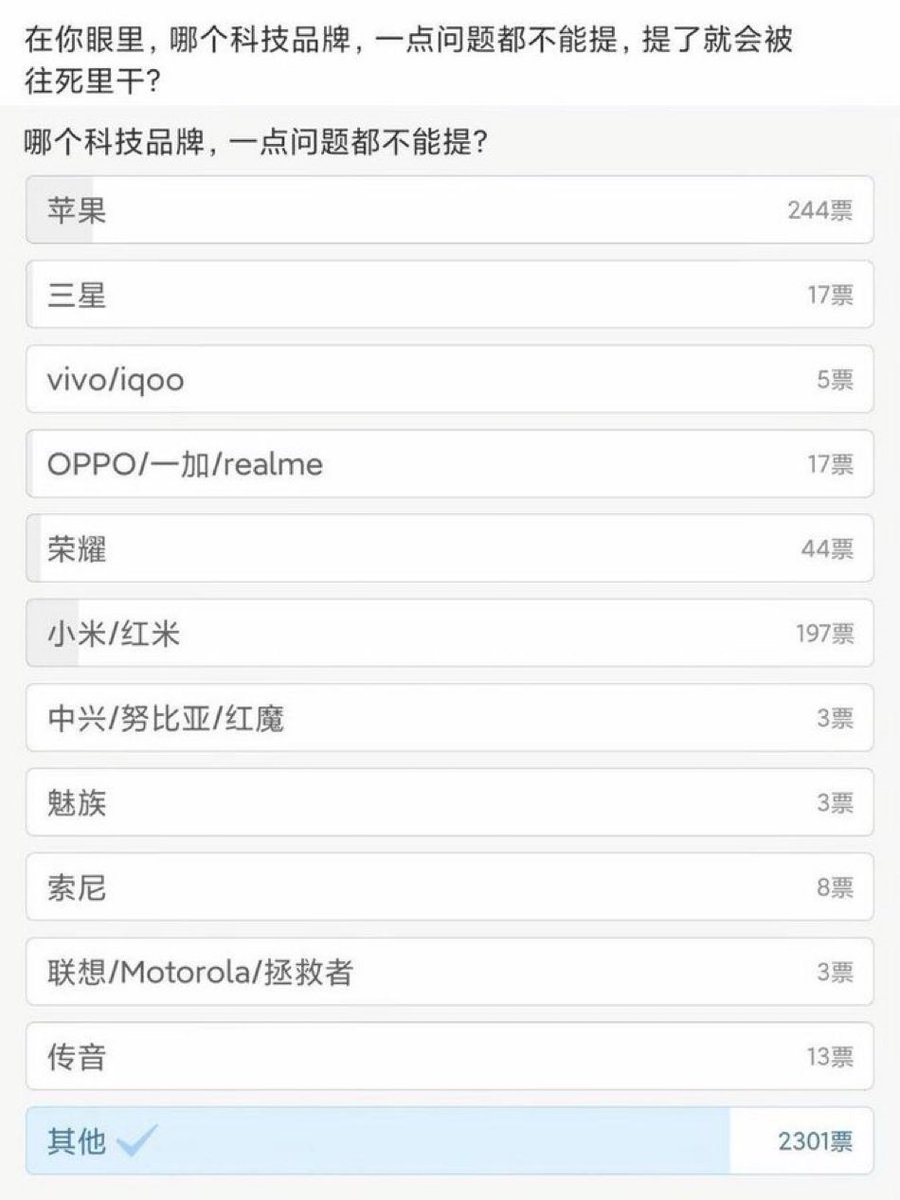 在你眼里，哪个科技品牌，一点问题都不能提，提了就会被
往死里干？
哪个科技品牌，一点问题都不能提？
苹果 244票
三星 17票
vivo/iqoo 5票
OPPO/一加/realme 17票
荣耀 44票
小米/红米 197票
中兴/努比亚/红魔 3票
魅族 3票
索尼 8票
联想/Motorola/拯救者 3票
传音 13票
其他 2301票